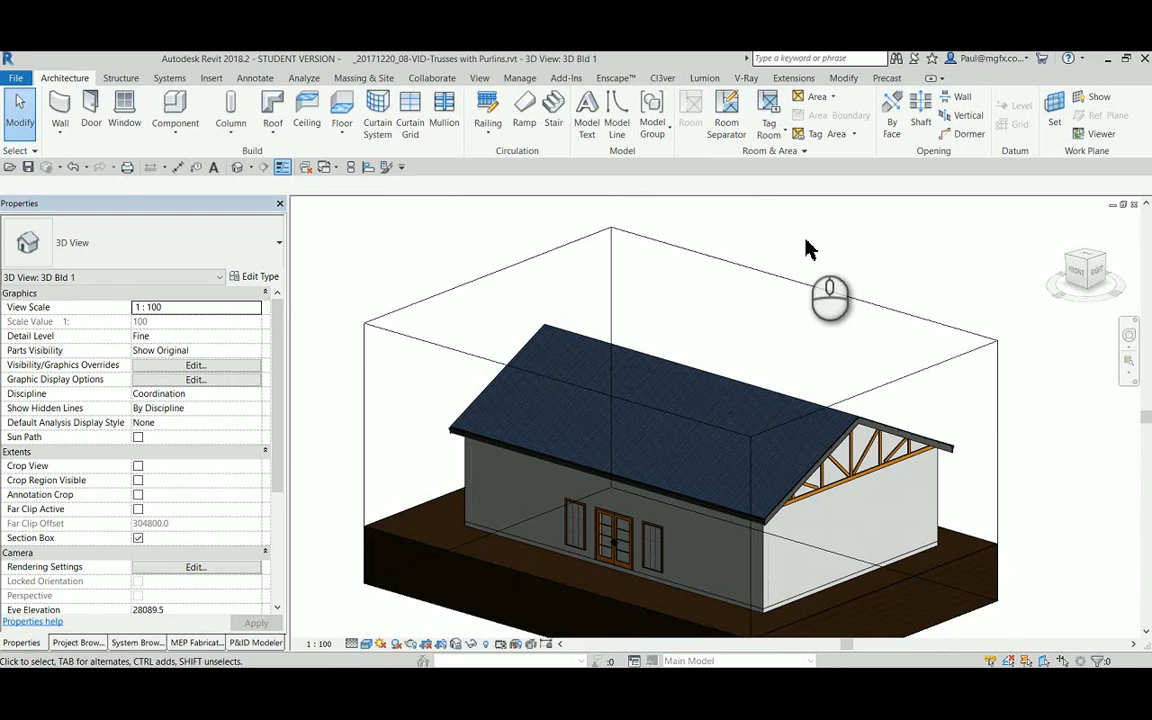 Autodesk Revit 2018.2 - STUDENT VERSION - _20171220_08-VID-Trusses with Purlins.rvt - 3D View: 3D Bld 1
Type a keyword or phrase
Paul@mgfx.co...
File Architecture Structure Systems Insert Annotate Analyze Massing & Site Collaborate View Manage Add-Ins Enscape™ CI3ver Lumion V-Ray Extensions Modify Precast
Modify Wall Door Window Component Column Roof Ceiling Floor Curtain System Curtain Grid Mullion Railing Ramp Stair Model Text Model Line Model Group Room Room Separator Tag Room
Area
Area Boundary
Tag Area
By Face Shaft
Wall
Vertical
Dormer
Level
Grid
Set
Show
Ref Plane
Viewer
Select Build Circulation Model Room & Area Opening Datum Work Plane
Properties
3D View
3D View: 3D Bld 1 Edit Type
Graphics
View Scale 1 : 100
Scale Value 1: 100
Detail Level Fine
Parts Visibility Show Original
Visibility/Graphics Overrides Edit...
Graphic Display Options Edit...
Discipline Coordination
Show Hidden Lines By Discipline
Default Analysis Display Style None
Sun Path
Extents
Crop View
Crop Region Visible
Annotation Crop
Far Clip Active
Far Clip Offset 304800.0
Section Box
Camera
Rendering Settings Edit...
Locked Orientation
Perspective
Eye Elevation 28089.5
Properties help Apply
Properties Project Brow... System Brow... MEP Fabricat... P&ID Modeler
1 : 100
FRONT RIGHT
Click to select, TAB for alternates, CTRL adds, SHIFT unselects.
:0 Main Model :0